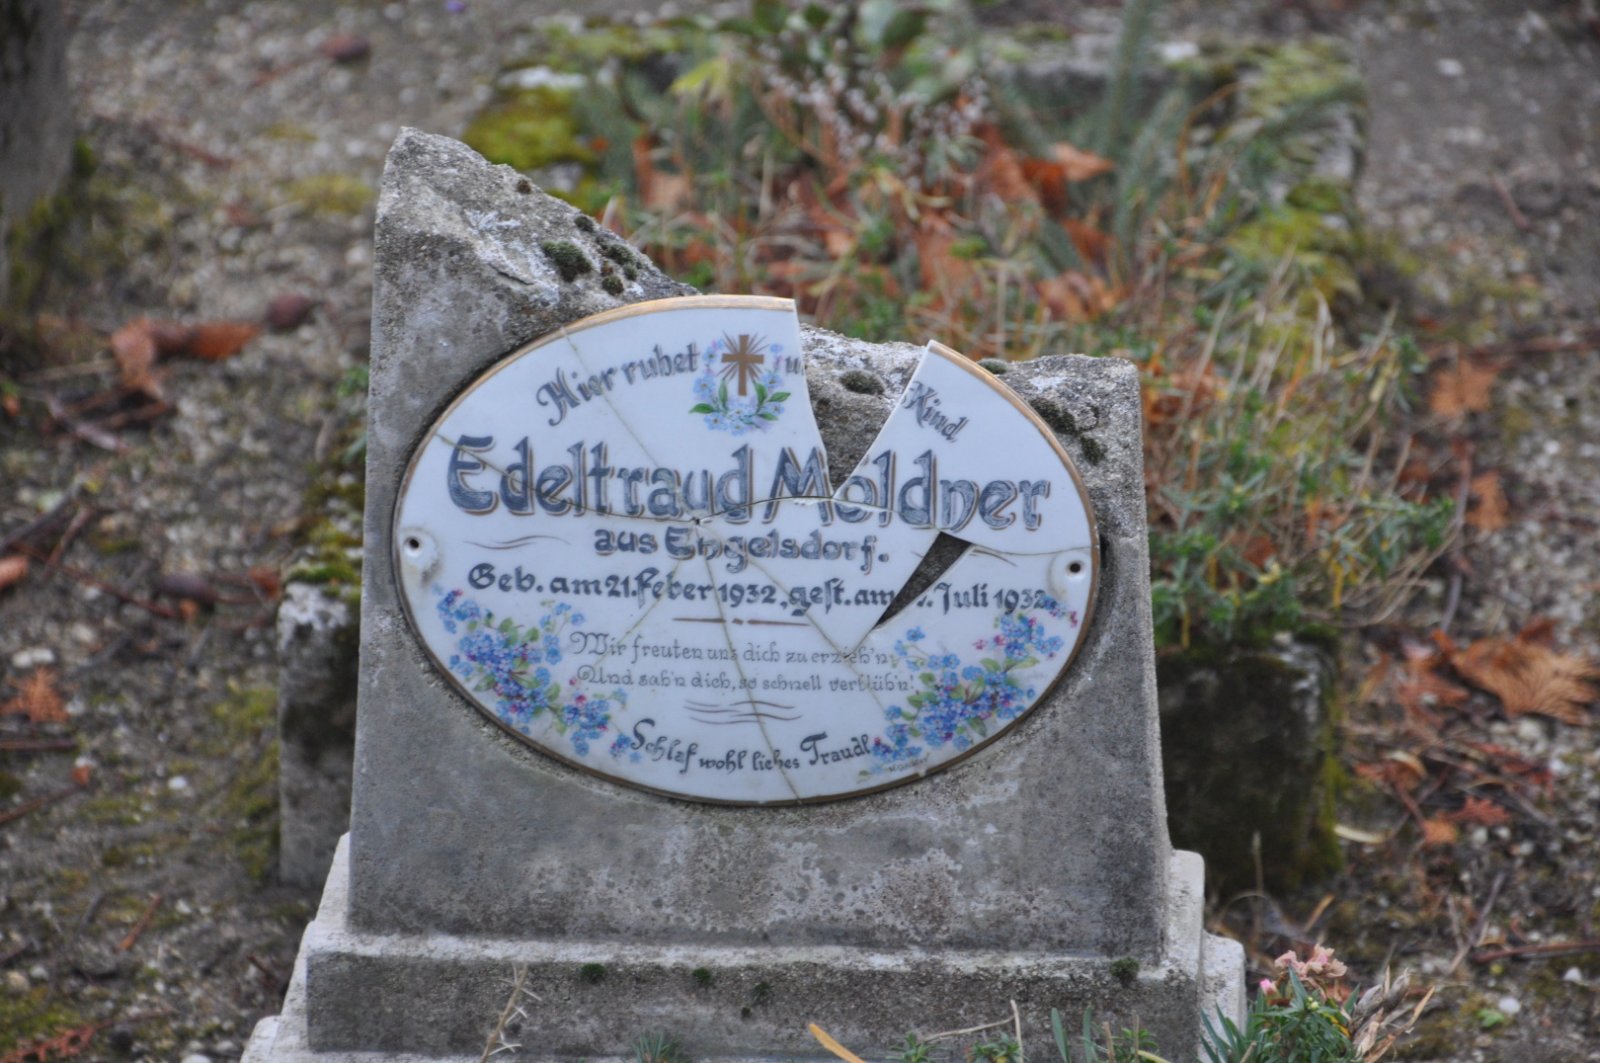 Hier ruhet u Kind
Edeltraud Moldner
aus Engelsdorf.
Geb. am 21. Feber 1932, gest. am . Juli 1932
Wir freuten uns dich zu erzieh'n
Und sah'n dich, so schnell verblüh'n!
Schlaf wohl liebes Traudl